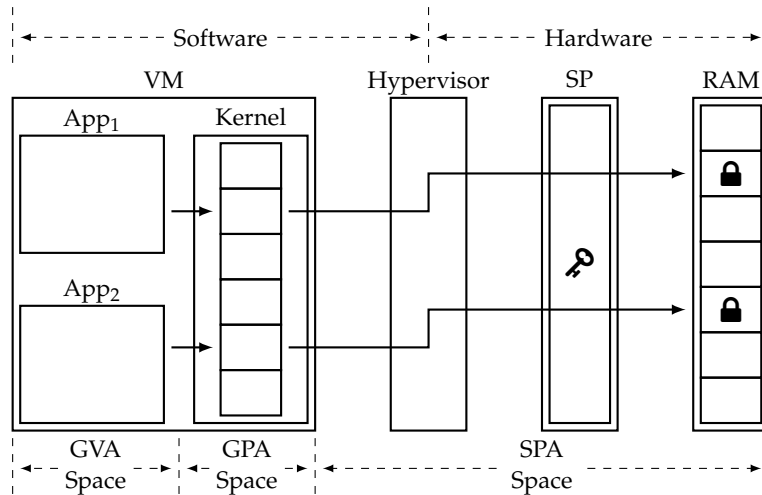 Software Hardware
VM Hypervisor SP RAM
App₁ Kernel
App₂
GVA Space GPA Space SPA Space